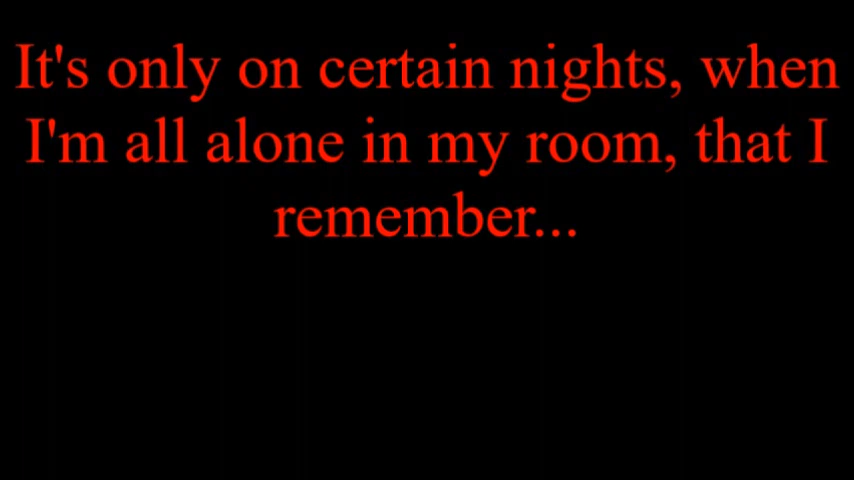 It's only on certain nights, when
I'm all alone in my room, that I
remember...